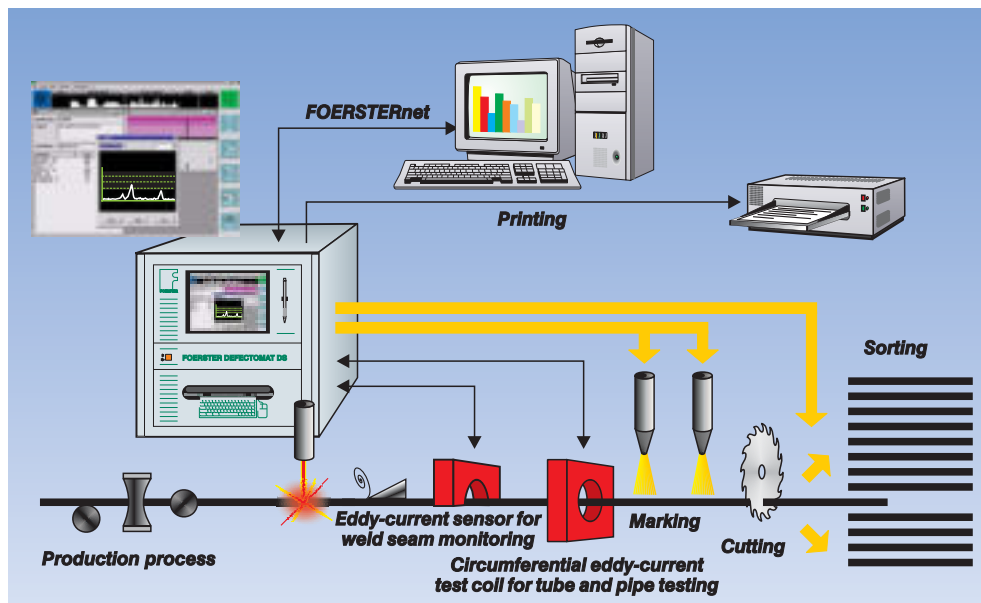 FOERSTERnet
Printing
FOERSTER DEFECTOMAT DS
Sorting
Eddy-current sensor for
weld seam monitoring
Marking
Cutting
Production process
Circumferential eddy-current
test coil for tube and pipe testing